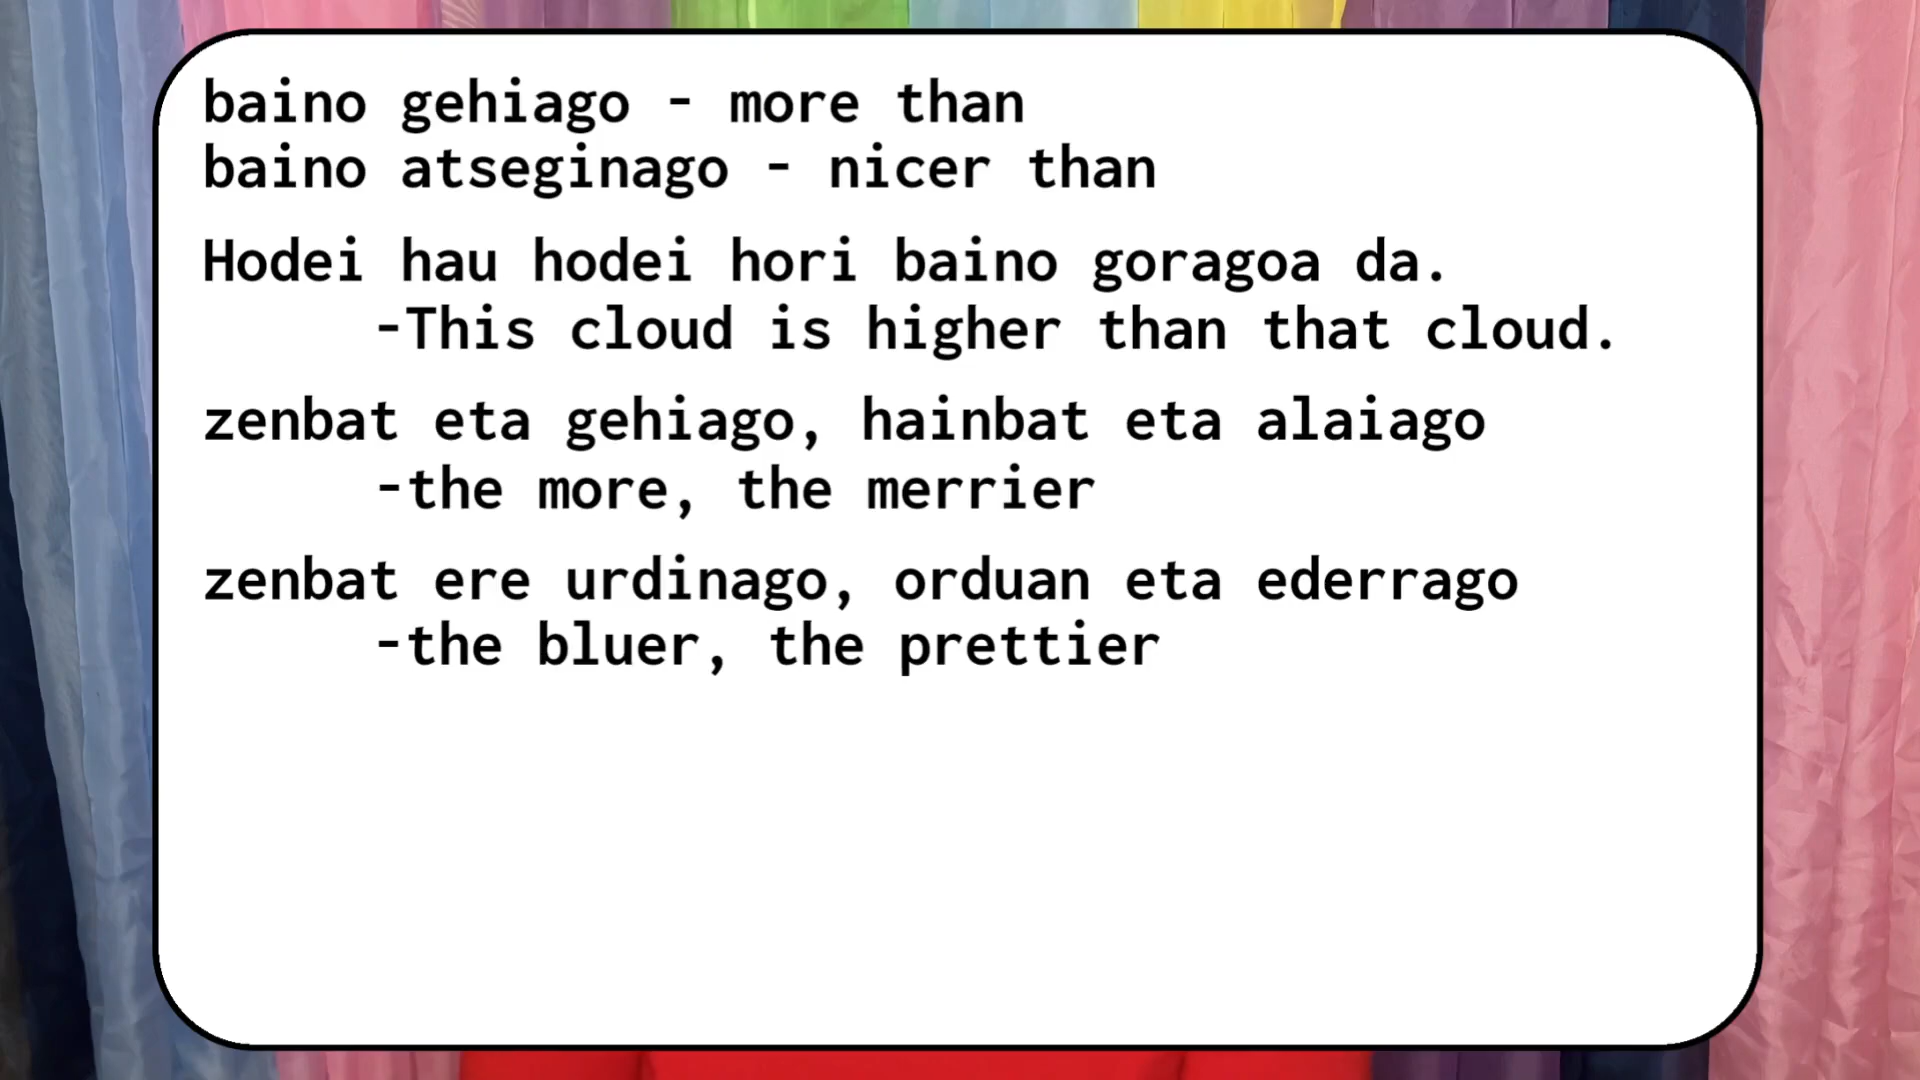 baino gehiago - more than
baino atseginago - nicer than
Hodei hau hodei hori baino goragoa da.
-This cloud is higher than that cloud.
zenbat eta gehiago, hainbat eta alaiago
-the more, the merrier
zenbat ere urdinago, orduan eta ederrago
-the bluer, the prettier